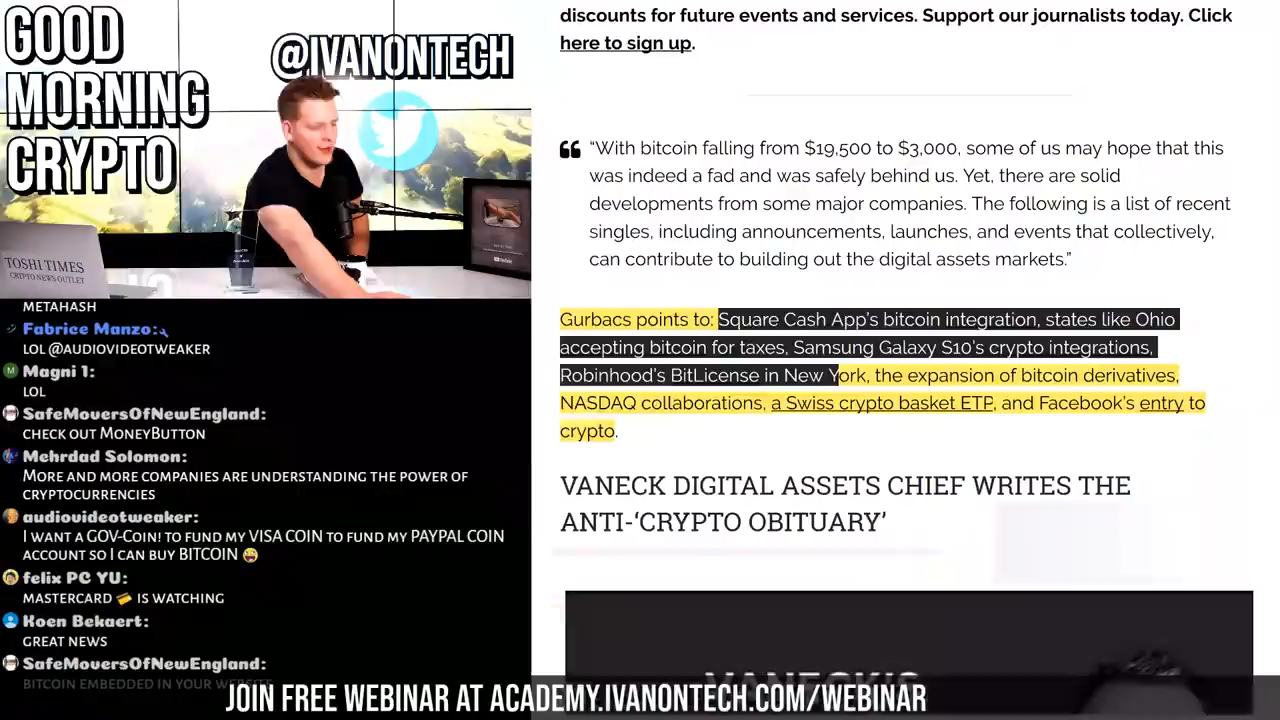 GOOD
MORNING
CRYPTO
@IVANONTECH
TOSHI TIMES
CRYPTO NEWS OUTLET
METAHASH
Fabrice Manzo:
LOL @AUDIOVIDEOTWEAKER
Magni 1:
LOL
SafeMoversOfNewEngland:
CHECK OUT MONEYBUTTON
Mehrdad Solomon:
MORE AND MORE COMPANIES ARE UNDERSTANDING THE POWER OF
CRYPTOCURRENCIES
audiovideotweaker:
I WANT A GOV-COIN! TO FUND MY VISA COIN TO FUND MY PAYPAL COIN
ACCOUNT SO I CAN BUY BITCOIN 😜
felix PC YU:
MASTERCARD 💳 IS WATCHING
Koen Bekaert:
GREAT NEWS
SafeMoversOfNewEngland:
BITCOIN EMBEDDED IN YOUR
discounts for future events and services. Support our journalists today. Click
here to sign up.
“With bitcoin falling from $19,500 to $3,000, some of us may hope that this
was indeed a fad and was safely behind us. Yet, there are solid
developments from some major companies. The following is a list of recent
singles, including announcements, launches, and events that collectively,
can contribute to building out the digital assets markets.”
Gurbacs points to: Square Cash App’s bitcoin integration, states like Ohio
accepting bitcoin for taxes, Samsung Galaxy S10’s crypto integrations,
Robinhood’s BitLicense in New York, the expansion of bitcoin derivatives,
NASDAQ collaborations, a Swiss crypto basket ETP, and Facebook’s entry to
crypto.
VANECK DIGITAL ASSETS CHIEF WRITES THE
ANTI-‘CRYPTO OBITUARY’
JOIN FREE WEBINAR AT ACADEMY.IVANONTECH.COM/WEBINAR